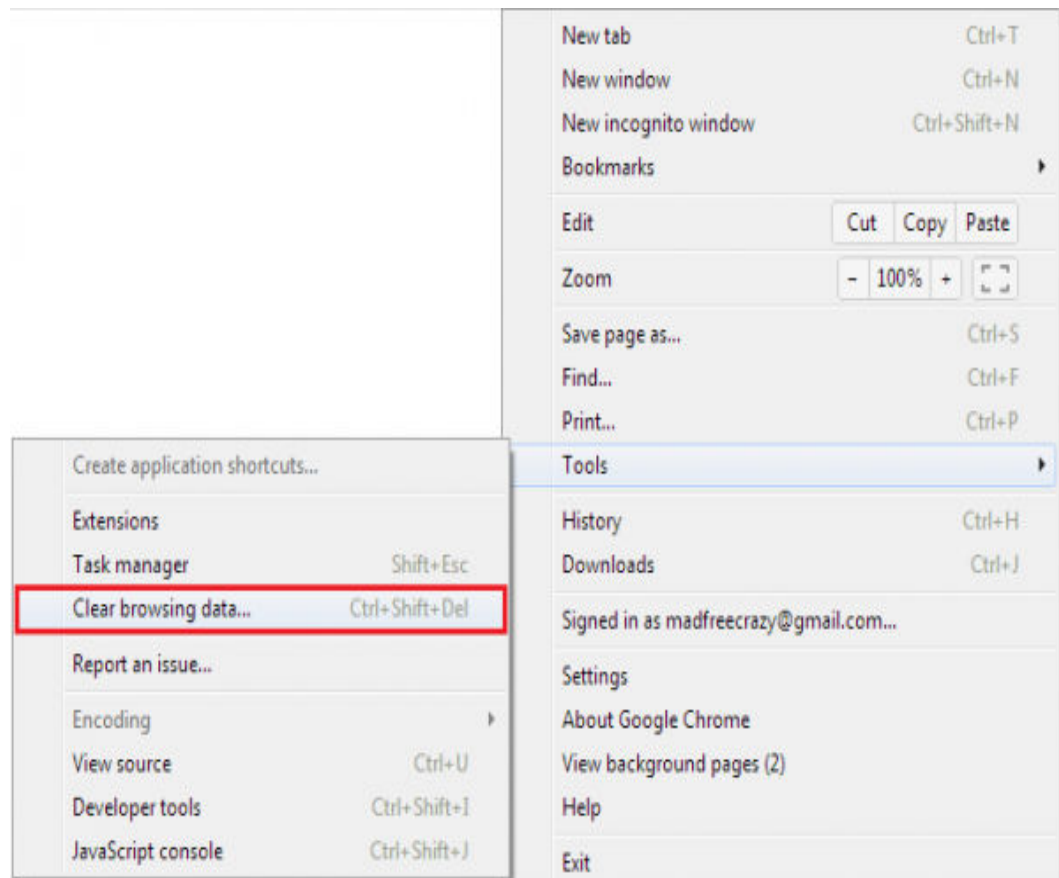 New tab Ctrl+T
New window Ctrl+N
New incognito window Ctrl+Shift+N
Bookmarks
Edit Cut Copy Paste
Zoom - 100% +
Save page as... Ctrl+S
Find... Ctrl+F
Print... Ctrl+P
Tools
History Ctrl+H
Downloads Ctrl+J
Signed in as madfreecrazy@gmail.com...
Settings
About Google Chrome
View background pages (2)
Help
Exit
Create application shortcuts...
Extensions
Task manager Shift+Esc
Clear browsing data... Ctrl+Shift+Del
Report an issue...
Encoding
View source Ctrl+U
Developer tools Ctrl+Shift+I
JavaScript console Ctrl+Shift+J